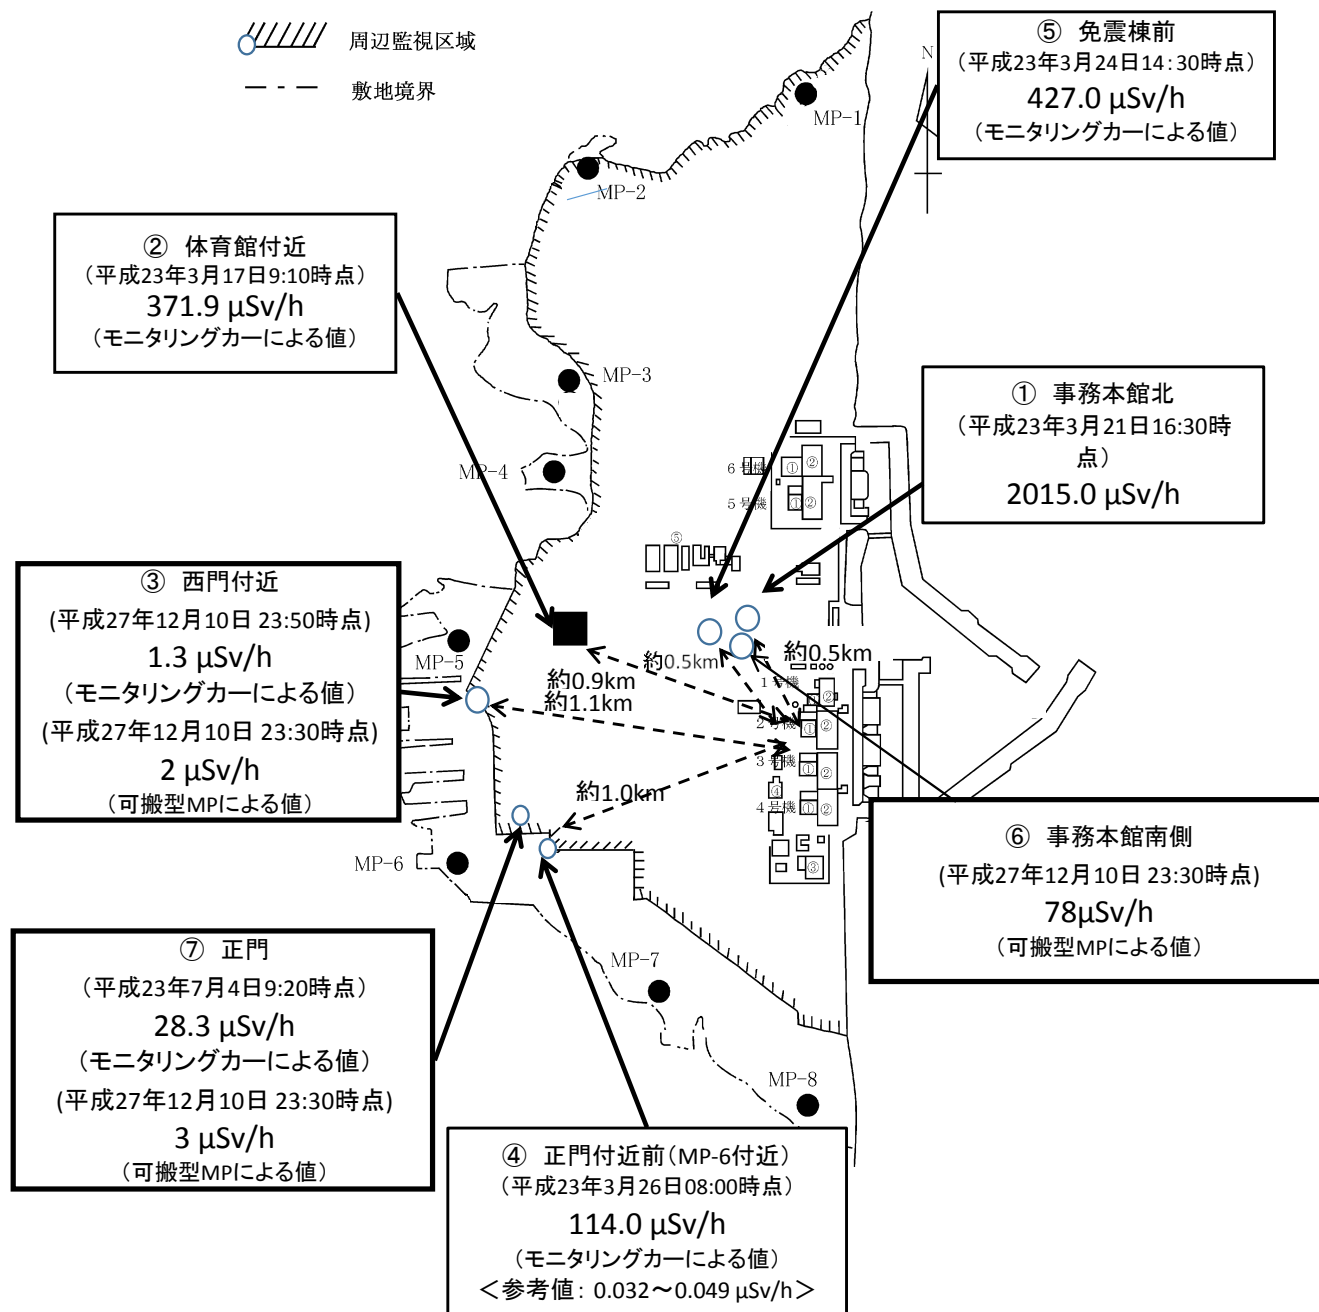 周辺監視区域
敷地境界
⑤ 免震棟前
(平成23年3月24日14:30時点)
427.0 μSv/h
(モニタリングカーによる値)
N
MP-1
MP-2
② 体育館付近
(平成23年3月17日9:10時点)
371.9 μSv/h
(モニタリングカーによる値)
MP-3
① 事務本館北
(平成23年3月21日16:30時
点)
2015.0 μSv/h
MP-4
6号機
①
②
5号機
①
②
⑤
③ 西門付近
(平成27年12月10日 23:50時点)
1.3 μSv/h
(モニタリングカーによる値)
(平成27年12月10日 23:30時点)
2 μSv/h
(可搬型MPによる値)
MP-5
約0.5km
約0.5km
約0.9km
約1.1km
1号機
②
2号機
①
②
3号機
①
②
約1.0km
④
4号機
①
②
③
MP-6
⑥ 事務本館南側
(平成27年12月10日 23:30時点)
78μSv/h
(可搬型MPによる値)
⑦ 正門
(平成23年7月4日9:20時点)
28.3 μSv/h
(モニタリングカーによる値)
(平成27年12月10日 23:30時点)
3 μSv/h
(可搬型MPによる値)
MP-7
MP-8
④ 正門付近前(MP-6付近)
(平成23年3月26日08:00時点)
114.0 μSv/h
(モニタリングカーによる値)
<参考値: 0.032~0.049 μSv/h>